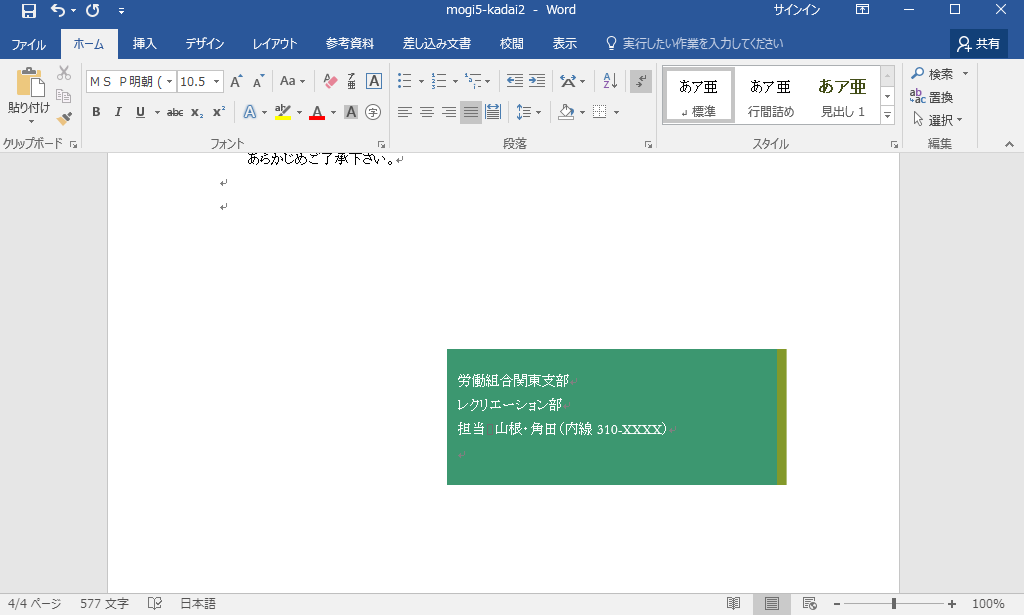 mogi5-kadai2 - Word
サインイン
ファイル ホーム 挿入 デザイン レイアウト 参考資料 差し込み文書 校閲 表示 実行したい作業を入力してください 共有
貼り付け
ＭＳ Ｐ明朝 ( 10.5
Aa
B I U abc x₂ x²
あア亜 あア亜 あア亜
標準 行間詰め 見出し 1
検索
置換
選択
クリップボード フォント 段落 スタイル 編集
あらかじめご了承下さい。
労働組合関東支部
レクリエーション部
担当 山根・角田（内線 310-XXXX）
4/4 ページ 577 文字 日本語 100%